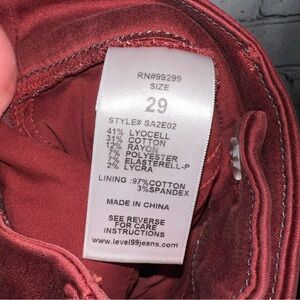 RN#99299
SIZE
29
STYLE# SA2E02
41% LYOCELL
31% COTTON
12% RAYON
7% POLYESTER
7% ELASTERELL-P
2% LYCRA
LINING :97%COTTON
3%SPANDEX
MADE IN CHINA
SEE REVERSE
FOR CARE
INSTRUCTIONS
www.level99jeans.com